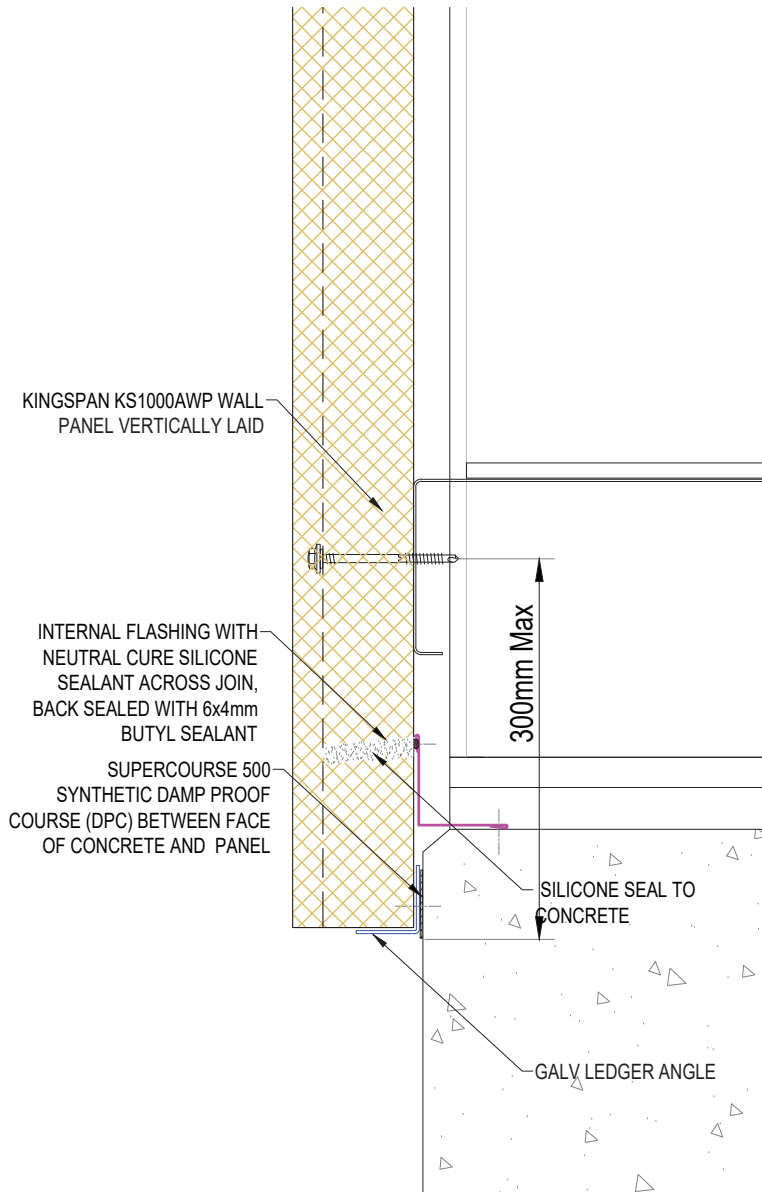 KINGSPAN KS1000AWP WALL
PANEL VERTICALLY LAID
INTERNAL FLASHING WITH
NEUTRAL CURE SILICONE
SEALANT ACROSS JOIN,
BACK SEALED WITH 6x4mm
BUTYL SEALANT
SUPERCOURSE 500
SYNTHETIC DAMP PROOF
COURSE (DPC) BETWEEN FACE
OF CONCRETE AND PANEL
300mm Max
SILICONE SEAL TO
CONCRETE
GALV LEDGER ANGLE